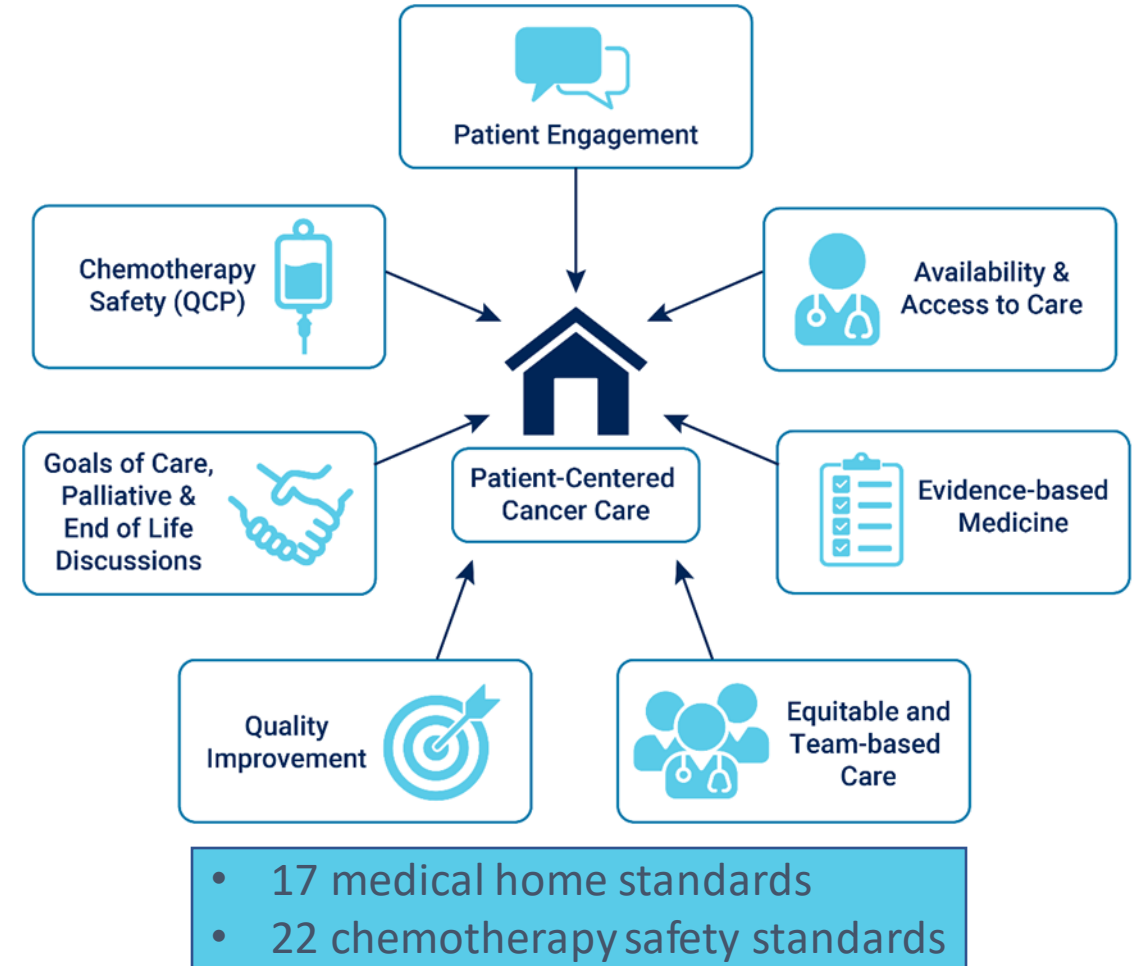 Patient Engagement
Chemotherapy
Safety (QCP)
Availability &
Access to Care
Goals of Care,
Palliative &
End of Life
Discussions
Patient-Centered
Cancer Care
Evidence-based
Medicine
Quality
Improvement
Equitable and
Team-based
Care
• 17 medical home standards
• 22 chemotherapy safety standards